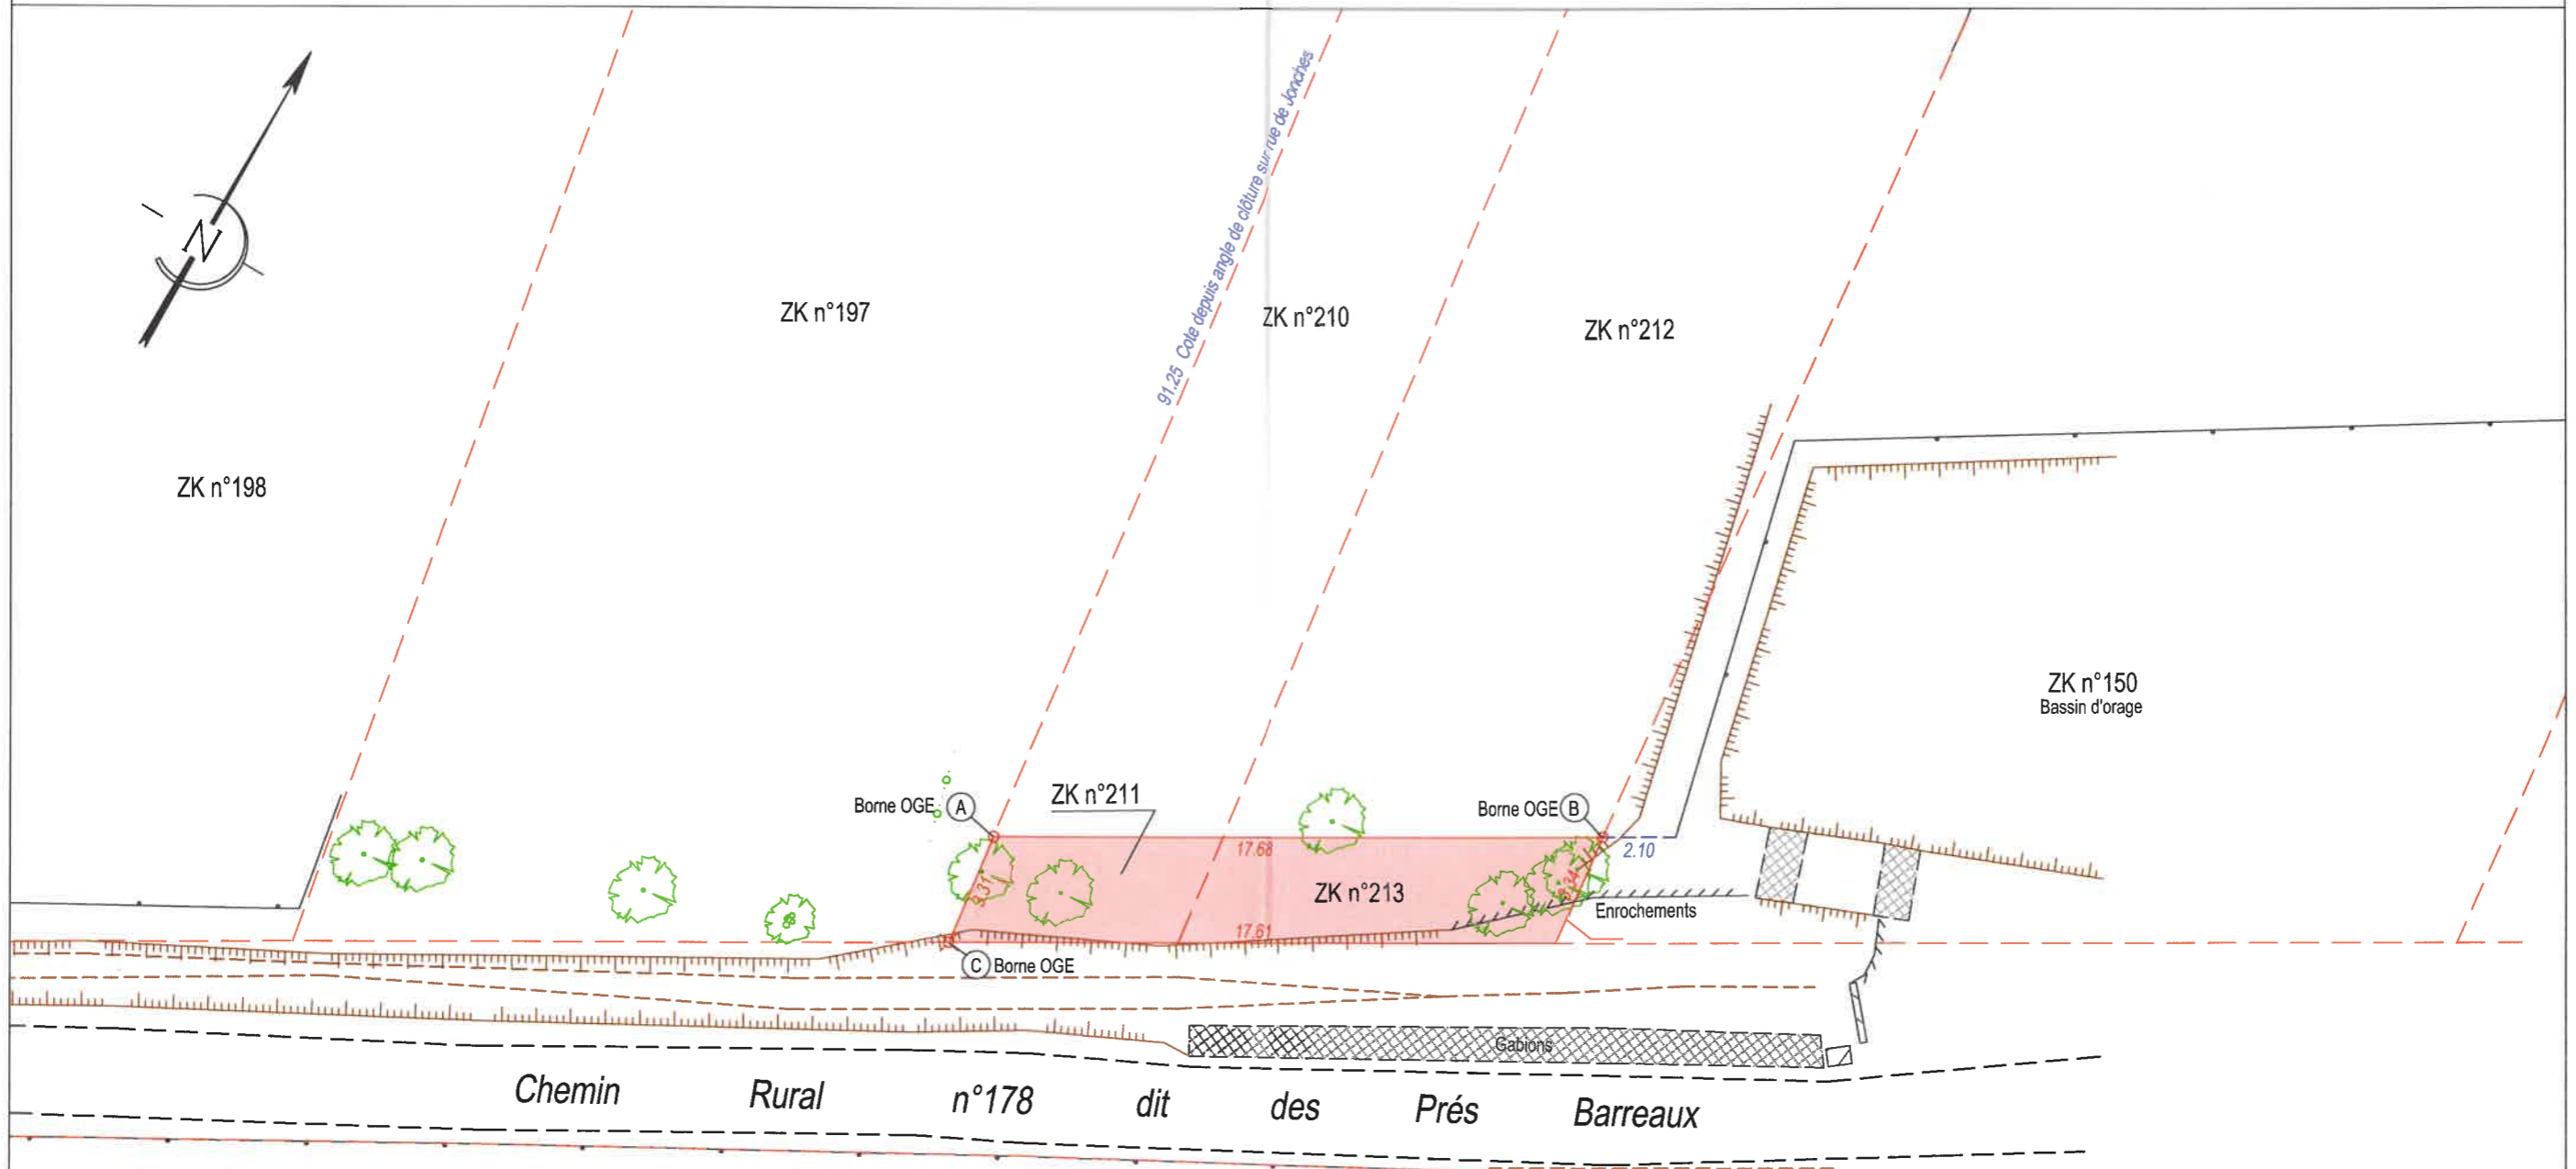 N
91.25 Cote depuis angle de clôture sur rue de Jonches
ZK n°197
ZK n°210
ZK n°212
ZK n°198
ZK n°150
Bassin d'orage
ZK n°211
Borne OGE A
Borne OGE B
17.68
2.10
3.31
ZK n°213
Enrochements
17.61
C Borne OGE
Gabions
Chemin Rural n°178 dit des Prés Barreaux